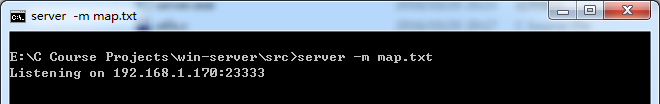 server -m map.txt
E:\C Course Projects\win-server\src>server -m map.txt
Listening on 192.168.1.170:23333